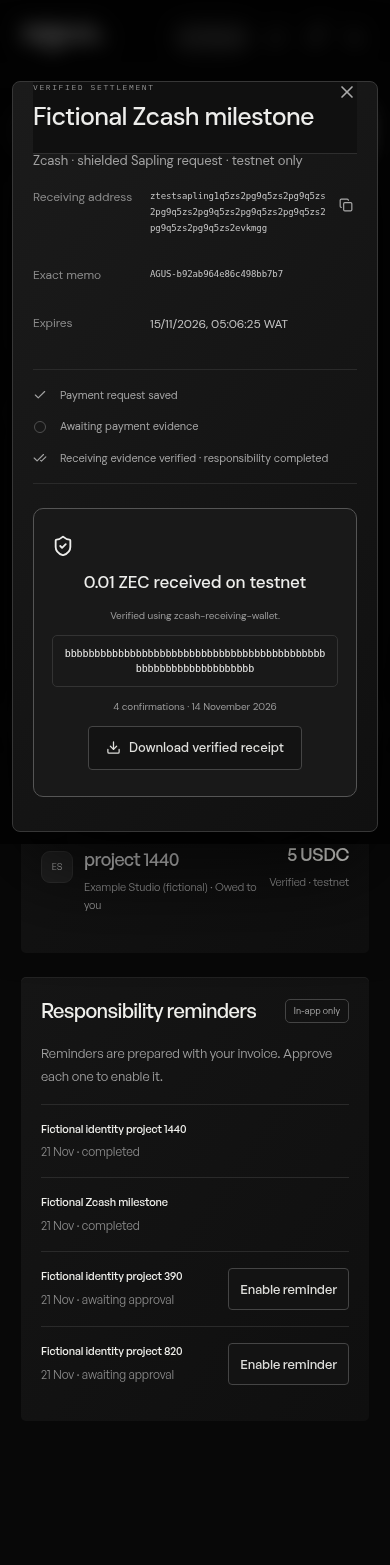 VERIFIED SETTLEMENT
Fictional Zcash milestone
Zcash · shielded Sapling request · testnet only
Receiving address
ztestsapling1q5zs2pg9q5zs2pg9q5zs
2pg9q5zs2pg9q5zs2pg9q5zs2pg9q5zs2
pg9q5zs2pg9q5zs2evkmgg
Exact memo
AGUS-b92ab964e86c498bb7b7
Expires
15/11/2026, 05:06:25 WAT
Payment request saved
Awaiting payment evidence
Receiving evidence verified · responsibility completed
0.01 ZEC received on testnet
Verified using zcash-receiving-wallet.
bbbbbbbbbbbbbbbbbbbbbbbbbbbbbbbbbbbbbbbbbbbb
bbbbbbbbbbbbbbbbbbbb
4 confirmations · 14 November 2026
Download verified receipt
ES
project 1440
5 USDC
Example Studio (fictional) · Owed to
you
Verified · testnet
Responsibility reminders
In-app only
Reminders are prepared with your invoice. Approve
each one to enable it.
Fictional identity project 1440
21 Nov · completed
Fictional Zcash milestone
21 Nov · completed
Fictional identity project 390
21 Nov · awaiting approval
Enable reminder
Fictional identity project 820
21 Nov · awaiting approval
Enable reminder